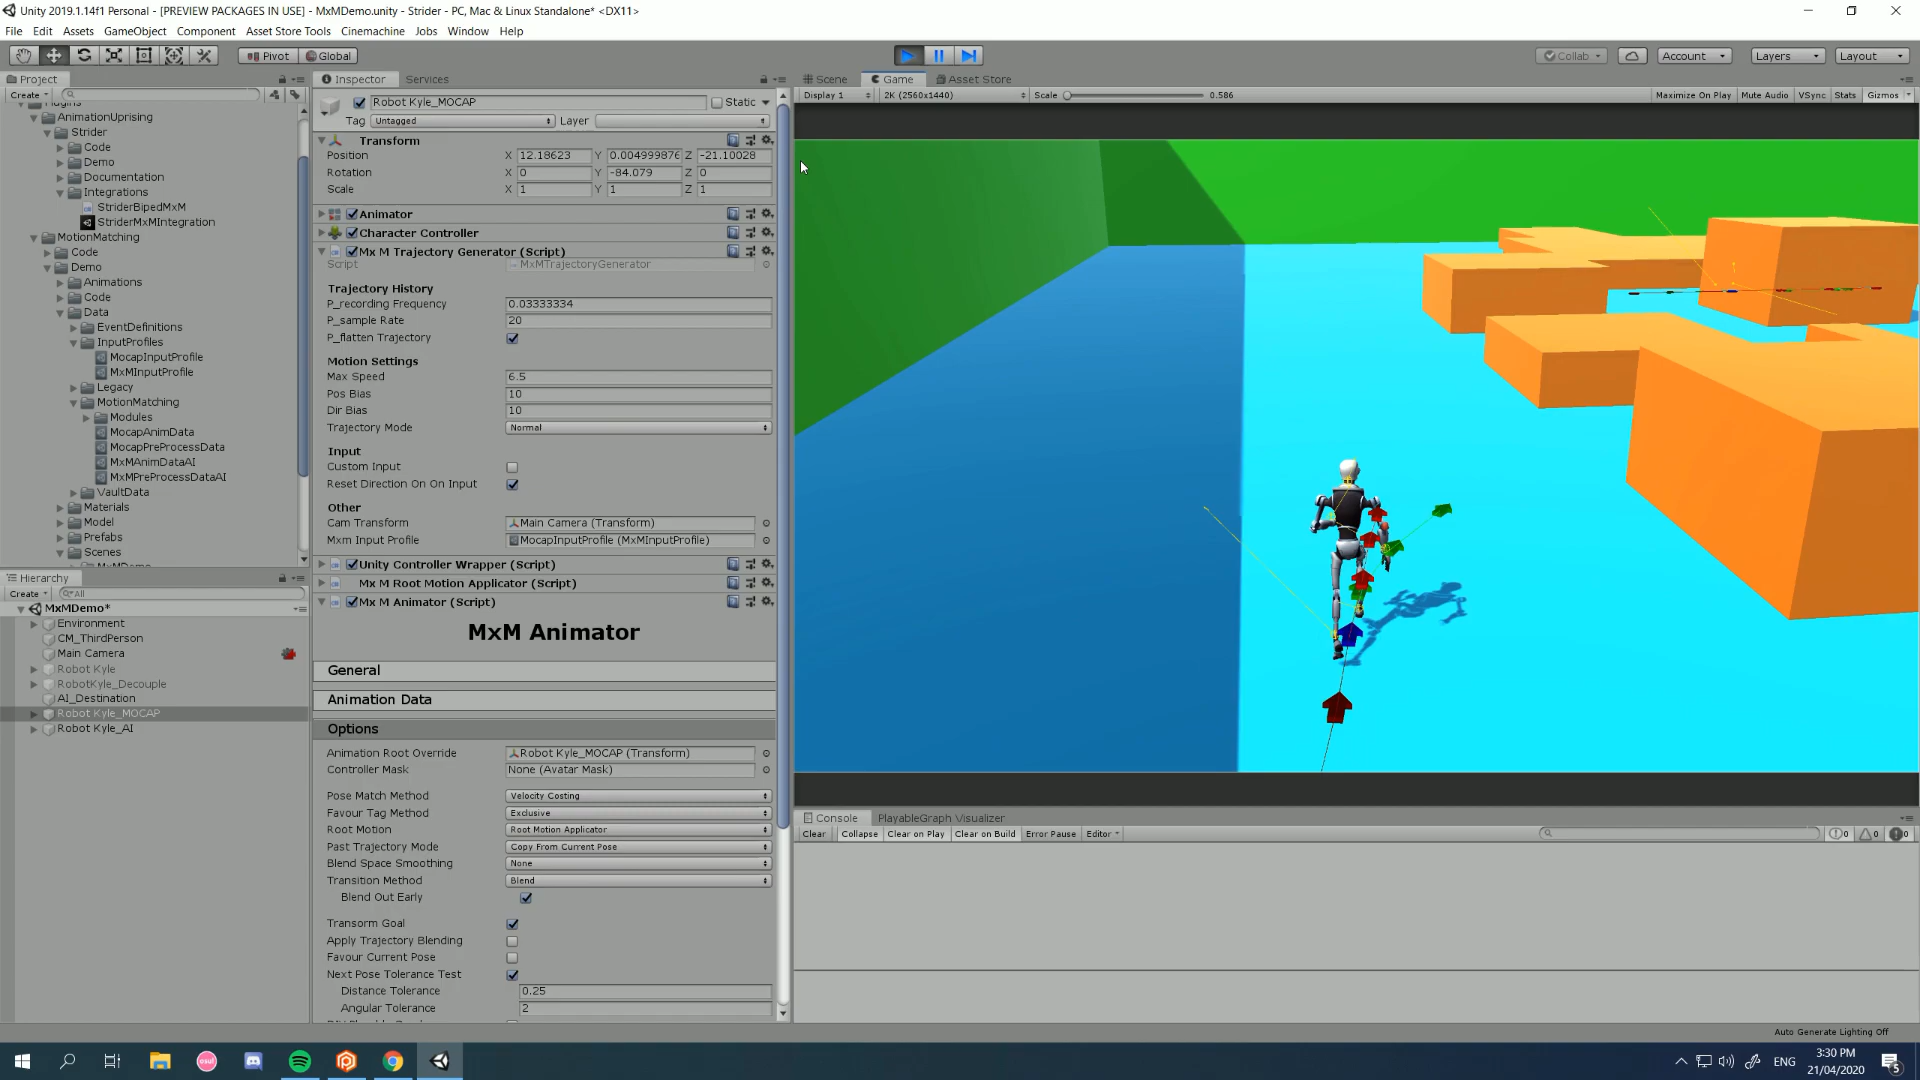 Unity 2019.1.14f1 Personal - [PREVIEW PACKAGES IN USE] - MxMDemo.unity - Strider - PC, Mac & Linux Standalone* <DX11>
File Edit Assets GameObject Component Asset Store Tools Cinemachine Jobs Window Help
Pivot Global Collab Account Layers Layout
Project
Create
AnimationUprising
Strider
Code
Demo
Documentation
Integrations
StriderBipedMxM
StriderMxMIntegration
MotionMatching
Code
Demo
Animations
Code
Data
EventDefinitions
InputProfiles
MocapInputProfile
MxMInputProfile
Legacy
MotionMatching
Modules
MocapAnimData
MocapPreProcessData
MxMAnimDataAI
MxMPreProcessDataAI
VaultData
Materials
Model
Prefabs
Scenes
Hierarchy
Create All
MxMDemo*
Environment
CM_ThirdPerson
Main Camera
Robot Kyle
RobotKyle_Decouple
AI_Destination
Robot Kyle_MOCAP
Robot Kyle_AI
Inspector Services
Robot Kyle_MOCAP Static
Tag Untagged Layer
Transform
Position X 12.18623 Y 0.004999876 Z -21.10028
Rotation X 0 Y -84.079 Z 0
Scale X 1 Y 1 Z 1
Animator
Character Controller
Mx M Trajectory Generator (Script)
Script MxMTrajectoryGenerator
Trajectory History
P_recording Frequency 0.03333334
P_sample Rate 20
P_flatten Trajectory
Motion Settings
Max Speed 6.5
Pos Bias 10
Dir Bias 10
Trajectory Mode Normal
Input
Custom Input
Reset Direction On On Input
Other
Cam Transform Main Camera (Transform)
Mxm Input Profile MocapInputProfile (MxMInputProfile)
Unity Controller Wrapper (Script)
Mx M Root Motion Applicator (Script)
Mx M Animator (Script)
MxM Animator
General
Animation Data
Options
Animation Root Override Robot Kyle_MOCAP (Transform)
Controller Mask None (Avatar Mask)
Pose Match Method Velocity Costing
Favour Tag Method Exclusive
Root Motion Root Motion Applicator
Past Trajectory Mode Copy From Current Pose
Blend Space Smoothing None
Transition Method Blend
Blend Out Early
Transorm Goal
Apply Trajectory Blending
Favour Current Pose
Next Pose Tolerance Test
Distance Tolerance 0.25
Angular Tolerance 2
Scene Game Asset Store
Display 1 2K (2560x1440) Scale 0.586 Maximize On Play Mute Audio VSync Stats Gizmos
Console PlayableGraph Visualizer
Clear Collapse Clear on Play Clear on Build Error Pause Editor 0 0 0
Auto Generate Lighting Off
osu!
ENG
3:30 PM
21/04/2020
5